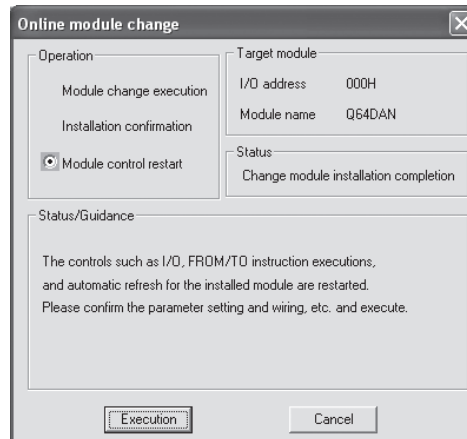 Online module change
Operation
Module change execution
Installation confirmation
Module control restart
Target module
I/O address 000H
Module name Q64DAN
Status
Change module installation completion
Status/Guidance
The controls such as I/O, FROM/TO instruction executions,
and automatic refresh for the installed module are restarted.
Please confirm the parameter setting and wiring, etc. and execute.
Execution
Cancel